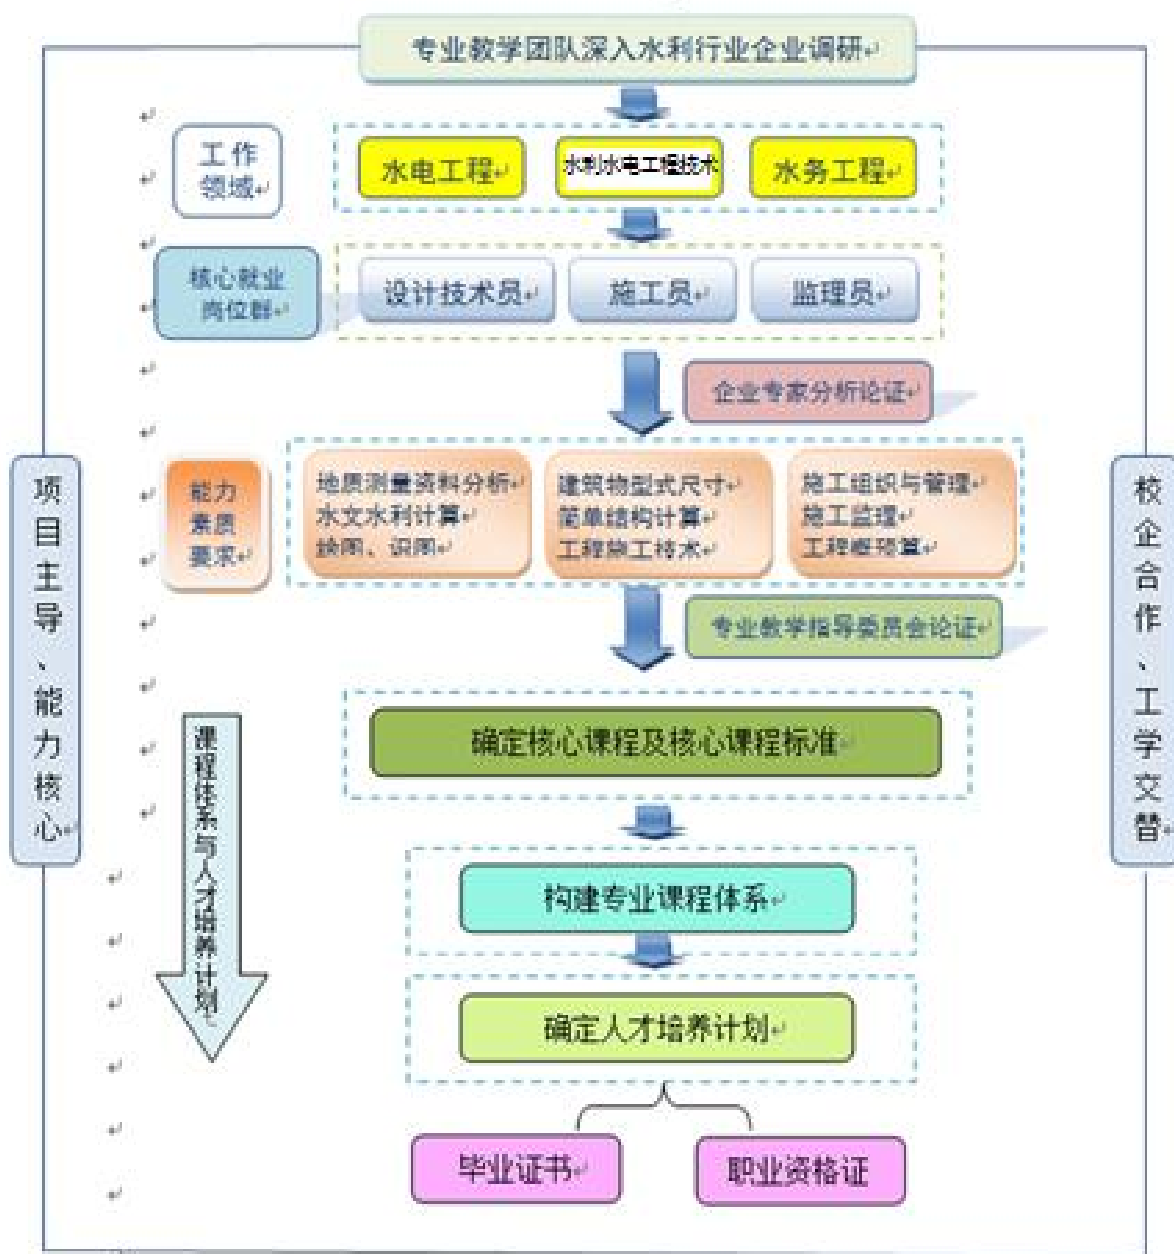 专业教学团队深入水利行业企业调研
工作
领域
水电工程
水利水电工程技术
水务工程
核心就业
岗位群
设计技术员
施工员
监理员
企业专家分析论证
能力
素质
要求
地质测量资料分析
水文水利计算
绘图、识图
建筑物型式尺寸
简单结构计算
工程施工技术
施工组织与管理
施工监理
工程概预算
专业教学指导委员会论证
项目主导、能力核心
校企合作、工学交替
确定核心课程及核心课程标准
课程体系与人才培养计划
构建专业课程体系
确定人才培养计划
毕业证书
职业资格证